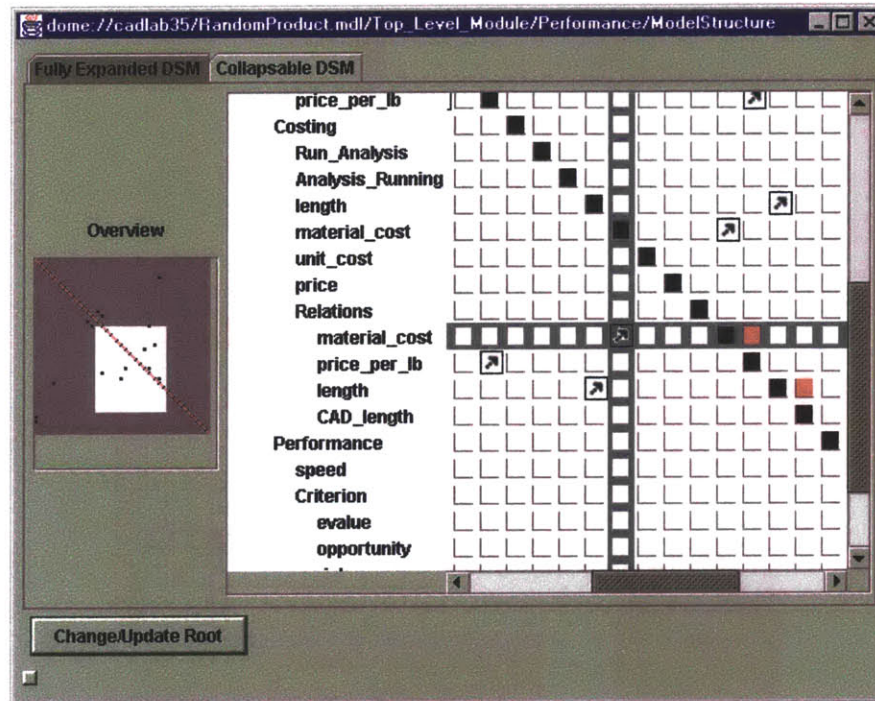 dome://cadlab35/RandomProduct.mdl/Top_Level_Module/Performance/ModelStructure
Fully Expanded DSM
Collapsable DSM
Overview
price_per_lb
Costing
Run_Analysis
Analysis_Running
length
material_cost
unit_cost
price
Relations
material_cost
price_per_lb
length
CAD_length
Performance
speed
Criterion
evalue
opportunity
Change/Update Root